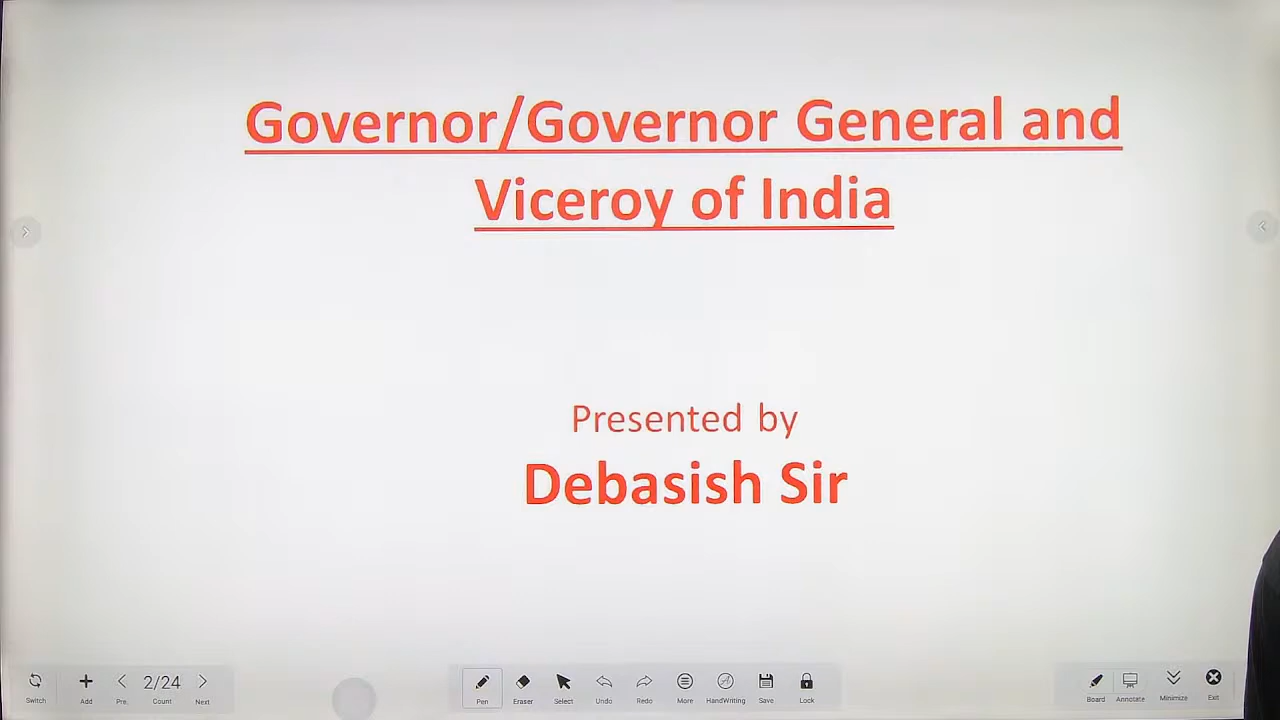 Governor/Governor General and
Viceroy of India
Presented by
Debasish Sir
Switch
Add
Pre.
2/24
Count
Next
Pen
Eraser
Select
Undo
Redo
More
HandWriting
Save
Lock
Board
Annotate
Minimize
Exit